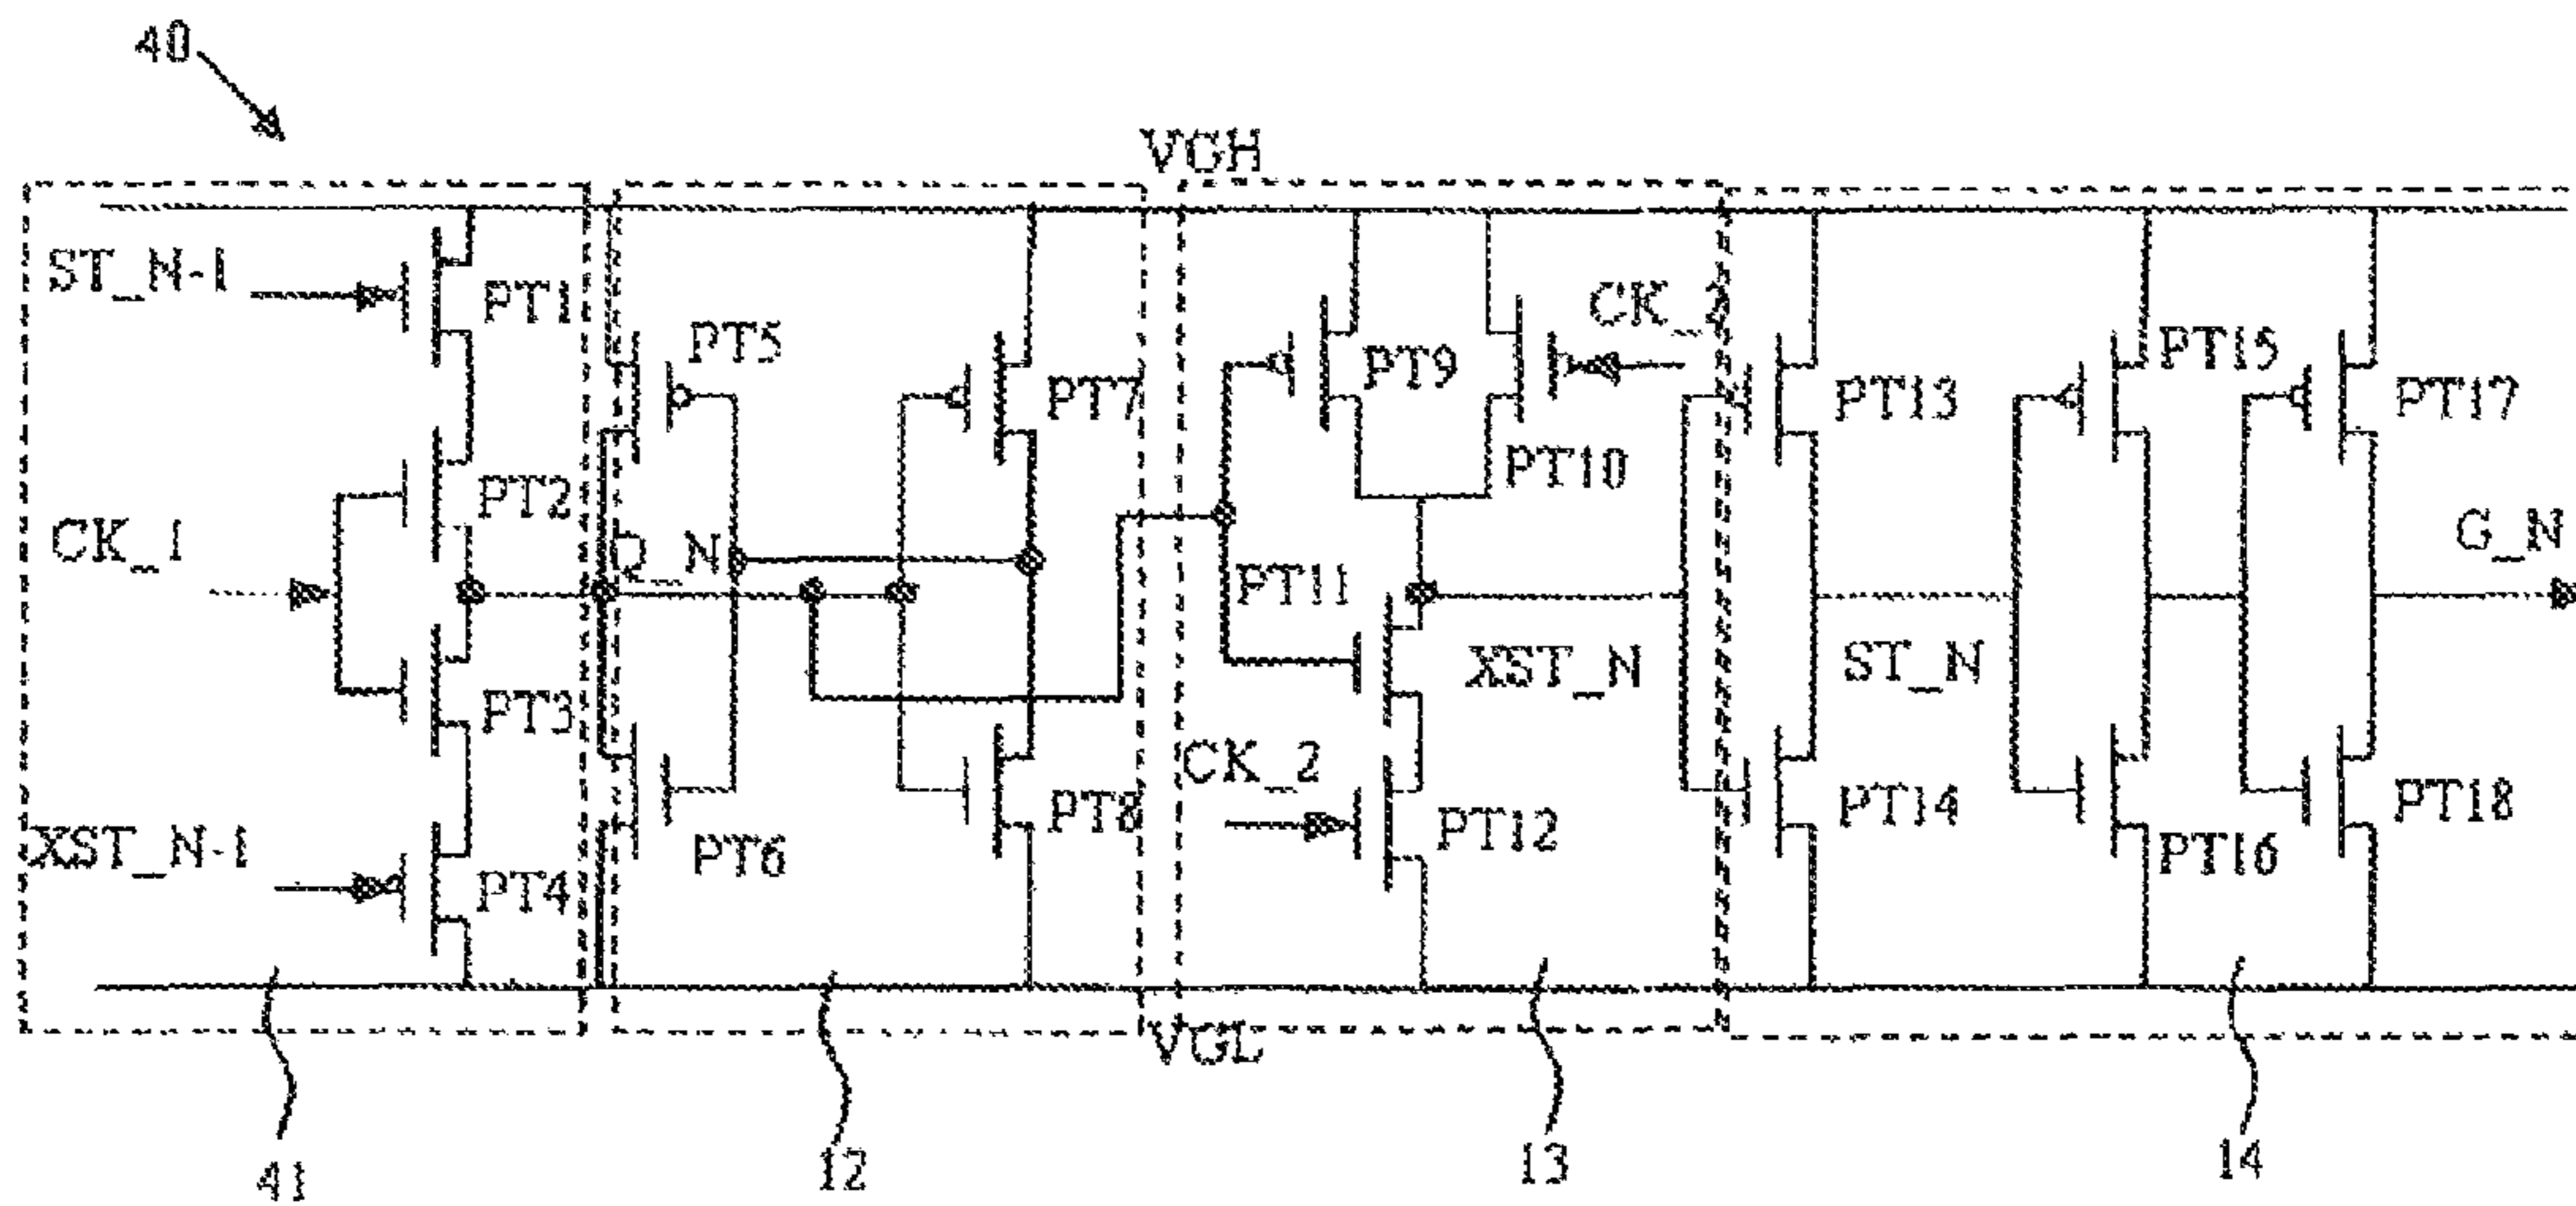 40
VGH
ST_N-1
PT1
PT5
CK_2
PT9
PT15
PT7
PT13
PT17
PT2
PT10
CK_1
Q_N
G_N
PT11
PT3
XST_N
ST_N
CK_2
XST_N-1
PT4
PT6
PT8
PT12
PT14
PT16
PT18
VGL
41
12
13
14